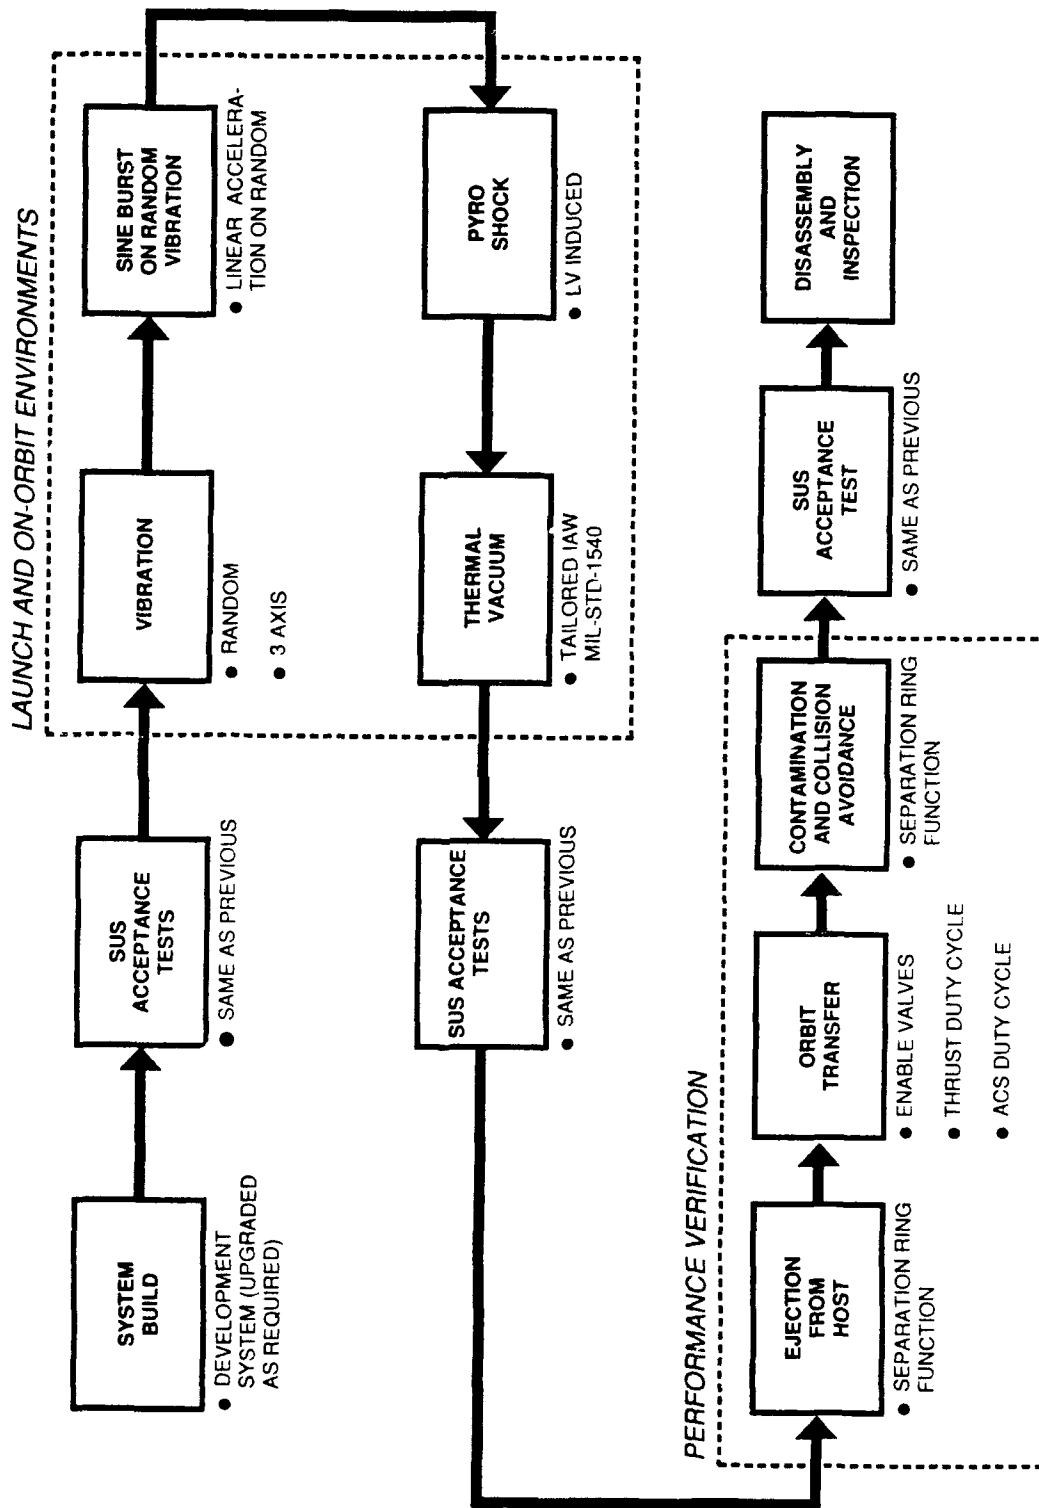 LAUNCH AND ON-ORBIT ENVIRONMENTS
SYSTEM
BUILD
● DEVELOPMENT
SYSTEM (UPGRADED
AS REQUIRED)
SUS
ACCEPTANCE
TESTS
● SAME AS PREVIOUS
VIBRATION
● RANDOM
● 3 AXIS
SINE BURST
ON RANDOM
VIBRATION
● LINEAR ACCELERA-
TION ON RANDOM
PYRO
SHOCK
● LV INDUCED
THERMAL
VACUUM
● TAILORED IAW
MIL-STD-1540
SUS ACCEPTANCE
TESTS
● SAME AS PREVIOUS
PERFORMANCE VERIFICATION
EJECTION
FROM
HOST
● SEPARATION RING
FUNCTION
ORBIT
TRANSFER
● ENABLE VALVES
● THRUST DUTY CYCLE
● ACS DUTY CYCLE
CONTAMINATION
AND COLLISION
AVOIDANCE
● SEPARATION RING
FUNCTION
SUS
ACCEPTANCE
TEST
● SAME AS PREVIOUS
DISASSEMBLY
AND
INSPECTION